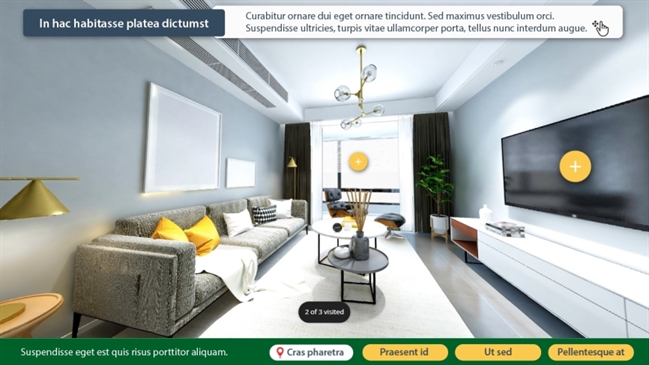 In hac habitasse platea dictumst
Curabitur ornare dui eget ornare tincidunt. Sed maximus vestibulum orci.
Suspendisse ultricies, turpis vitae ullamcorper porta, tellus nunc interdum augue.
2 of 3 visited
Suspendisse eget est quis risus porttitor aliquam.
Cras pharetra
Praesent id
Ut sed
Pellentesque at